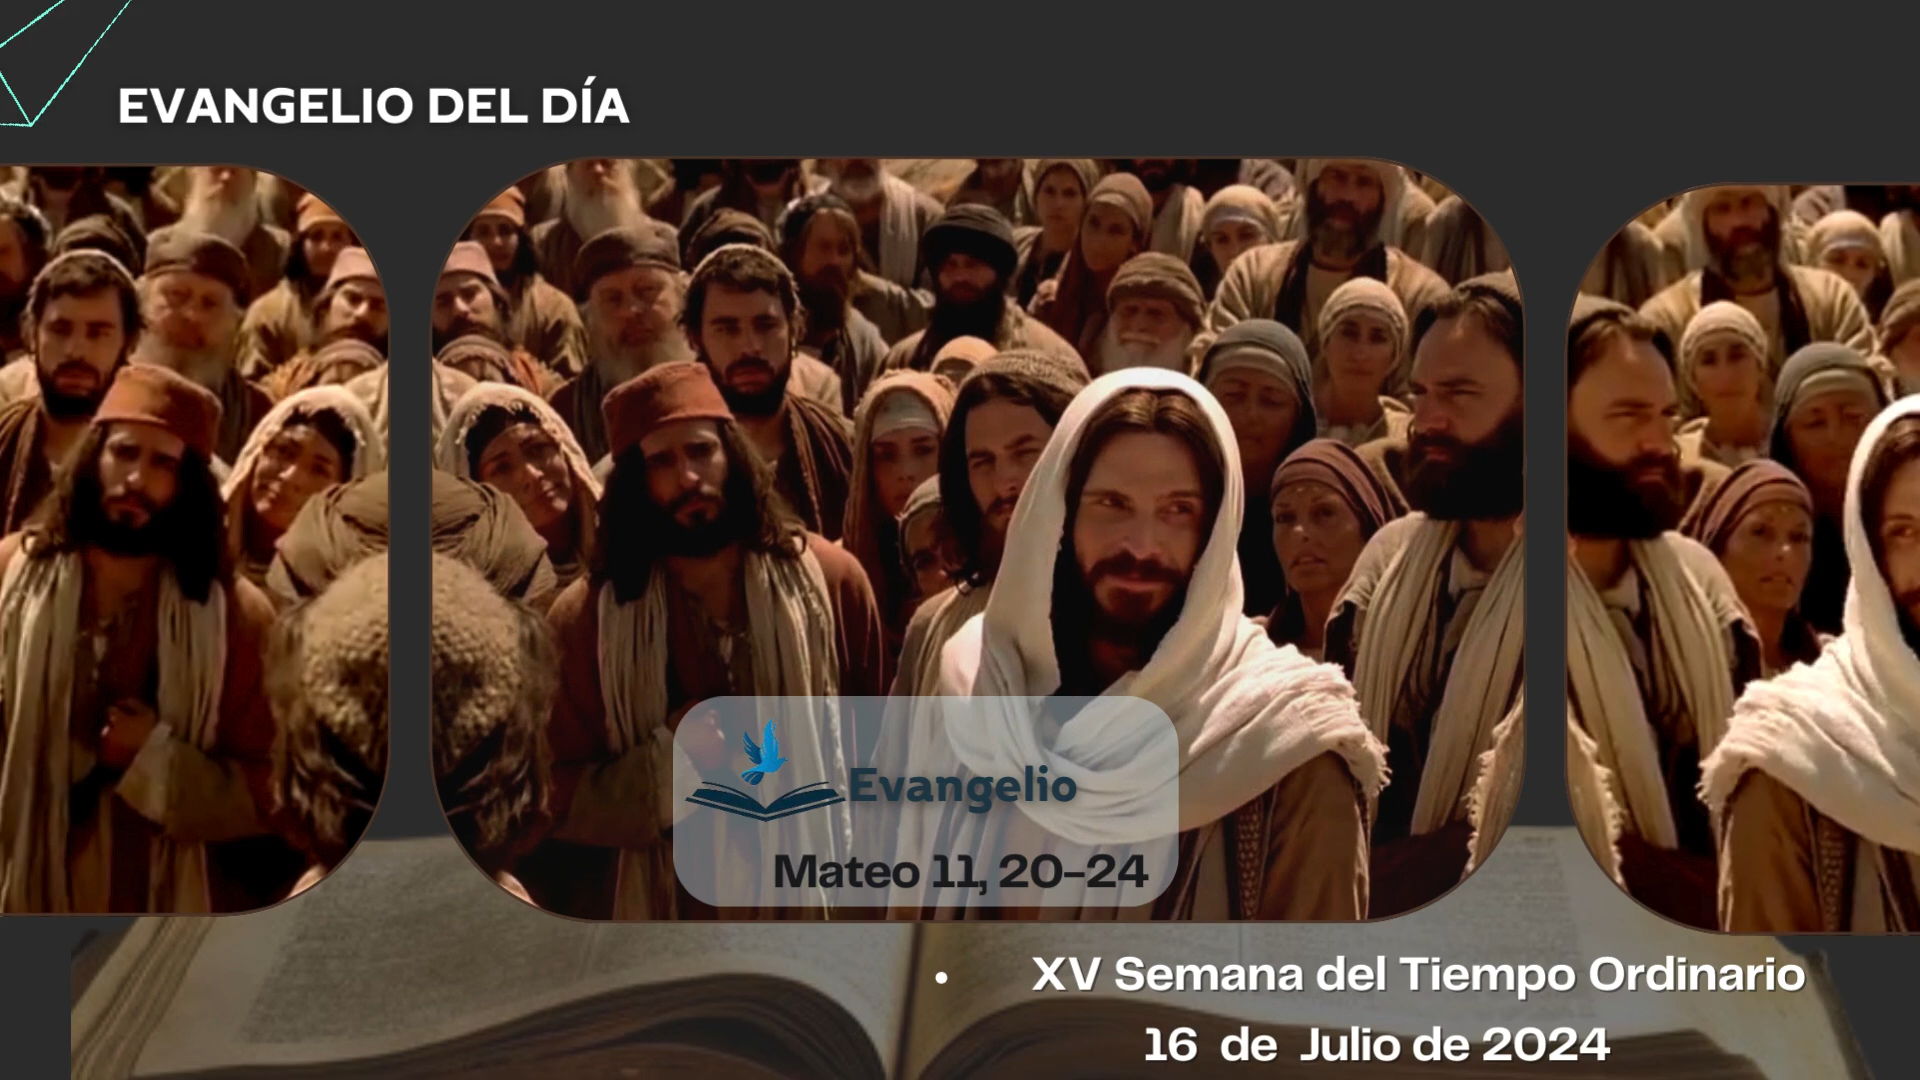 EVANGELIO DEL DÍA
Evangelio
Mateo 11, 20-24
• XV Semana del Tiempo Ordinario
16 de Julio de 2024